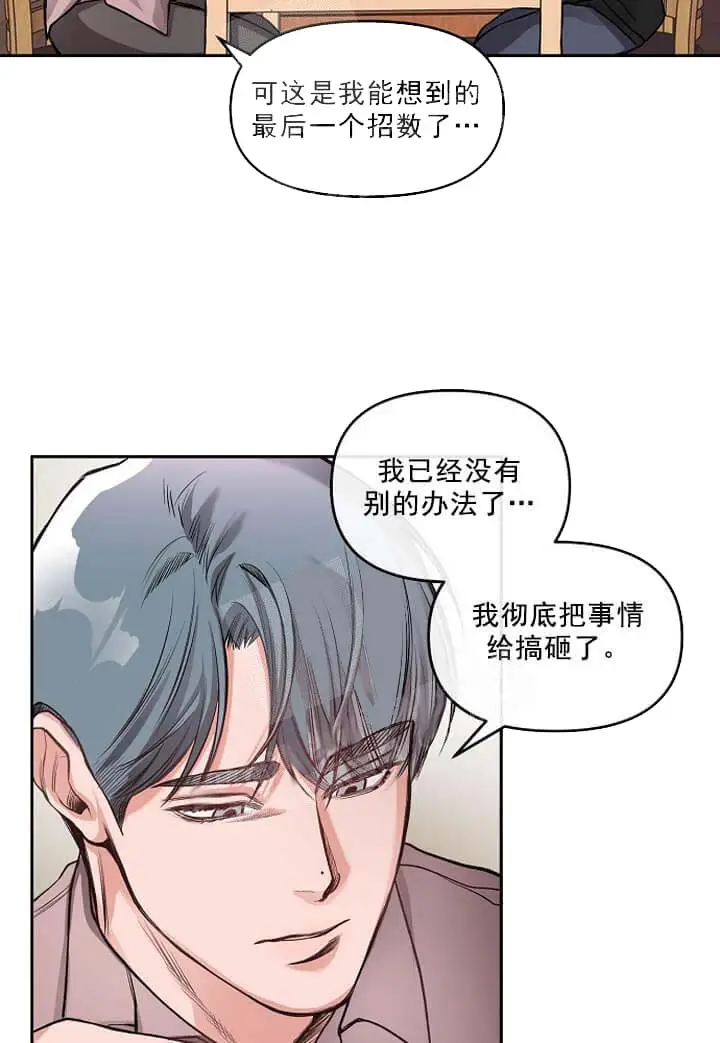 可这是我能想到的
最后一个招数了…
我已经没有
别的办法了…
我彻底把事情
给搞砸了。